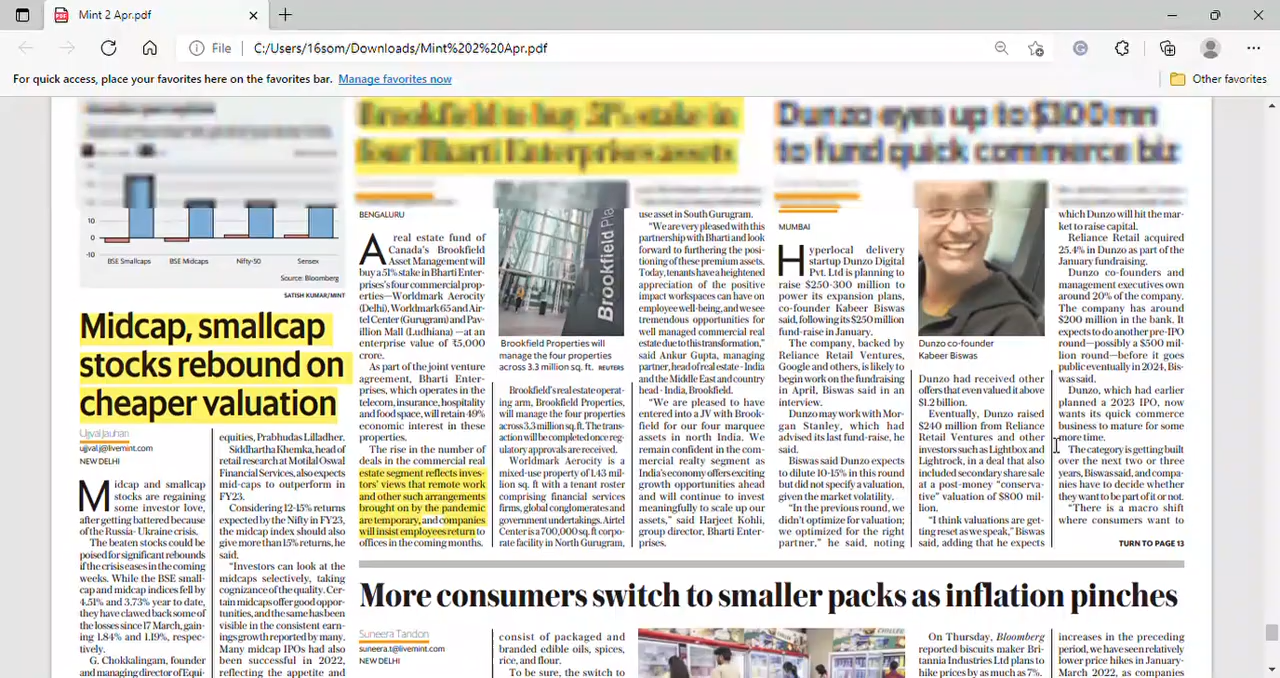 Mint 2 Apr.pdf
File
C:/Users/16som/Downloads/Mint%202%20Apr.pdf
For quick access, place your favorites here on the favorites bar. Manage favorites now
Other favorites
10
0
-10
BSE Smallcaps BSE Midcaps Nifty-50 Sensex
Source: Bloomberg
SATISH KUMAR/MINT
Midcap, smallcap
stocks rebound on
cheaper valuation
Ujjval Jauhari
ujjval.j@livemint.com
NEW DELHI
Midcap and smallcap
stocks are regaining
some investor love,
after getting battered because
of the Russia-Ukraine crisis.
The beaten stocks could be
poised for significant rebounds
if the crisis eases in the coming
weeks. While the BSE small-
cap and midcap indices fell by
4.51% and 3.73% year to date,
they have clawed back some of
the losses since 17 March, gain-
ing 1.84% and 1.19%, respec-
tively.
G. Chokkalingam, founder
and managing director of Equi-
equities, Prabhudas Lilladher.
Siddhartha Khemka, head of
retail research at Motilal Oswal
Financial Services, also expects
mid-caps to outperform in
FY23.
Considering 12-15% returns
expected by the Nifty in FY23,
the midcap index should also
give more than 15% returns, he
said.
"Investors can look at the
midcaps selectively, taking
cognizance of the quality. Cer-
tain midcaps offer good oppor-
tunities, and the same has been
visible in the consistent earn-
ings growth reported by many.
Many midcap IPOs had also
been successful in 2022,
reflecting the appetite and
Brookfield to buy 51% stake in
four Bharti Enterprises assets
BENGALURU
A real estate fund of
Canada's Brookfield
Asset Management will
buy a 51% stake in Bharti Enter-
prises's four commercial prop-
erties—Worldmark Aerocity
(Delhi), Worldmark 65 and Air-
tel Center (Gurugram) and Pav-
illion Mall (Ludhiana) —at an
enterprise value of ₹5,000
crore.
As part of the joint venture
agreement, Bharti Enter-
prises, which operates in the
telecom, insurance, hospitality
and food space, will retain 49%
economic interest in these
properties.
The rise in the number of
deals in the commercial real
estate segment reflects inves-
tors' views that remote work
and other such arrangements
brought on by the pandemic
are temporary, and companies
will insist employees return to
offices in the coming months.
Brookfield Pla
Brookfield Properties will
manage the four properties
across 3.3 million sq. ft. REUTERS
Brookfield's real estate operat-
ing arm, Brookfield Properties,
will manage the four properties
across 3.3 million sq. ft. The trans-
action will be completed once reg-
ulatory approvals are received.
Worldmark Aerocity is a
mixed-use property of 1.43 mil-
lion sq. ft with a tenant roster
comprising financial services
firms, global conglomerates and
government undertakings. Airtel
Center is a 700,000 sq. ft corpo-
rate facility in North Gurugram,
use asset in South Gurugram.
"We are very pleased with this
partnership with Bharti and look
forward to furthering the posi-
tioning of these premium assets.
Today, tenants have a heightened
appreciation of the positive
impact workspaces can have on
employee well-being, and we see
tremendous opportunities for
well managed commercial real
estate due to this transformation,"
said Ankur Gupta, managing
partner, head of real estate - India
and the Middle East and country
head - India, Brookfield.
"We are pleased to have
entered into a JV with Brook-
field for our four marquee
assets in north India. We
remain confident in the com-
mercial realty segment as
India's economy offers exciting
growth opportunities ahead
and will continue to invest
meaningfully to scale up our
assets," said Harjeet Kohli,
group director, Bharti Enter-
prises.
Dunzo eyes up to $300 mn
to fund quick commerce biz
MUMBAI
Hyperlocal delivery
startup Dunzo Digital
Pvt. Ltd is planning to
raise $250-300 million to
power its expansion plans,
co-founder Kabeer Biswas
said, following its $250 million
fund-raise in January.
The company, backed by
Reliance Retail Ventures,
Google and others, is likely to
begin work on the fundraising
in April, Biswas said in an
interview.
Dunzo may work with Mor-
gan Stanley, which had
advised its last fund-raise, he
said.
Biswas said Dunzo expects
to dilute 10-15% in this round
but did not specify a valuation,
given the market volatility.
"In the previous round, we
didn't optimize for valuation;
we optimized for the right
partner," he said, noting
Dunzo co-founder
Kabeer Biswas
Dunzo had received other
offers that even valued it above
$1.2 billion.
Eventually, Dunzo raised
$240 million from Reliance
Retail Ventures and other
investors such as Lightbox and
Lightrock, in a deal that also
included secondary share sale
at a post-money "conserva-
tive" valuation of $800 mil-
lion.
"I think valuations are get-
ting reset as we speak," Biswas
said, adding that he expects
which Dunzo will hit the mar-
ket to raise capital.
Reliance Retail acquired
25.4% in Dunzo as part of the
January fundraising.
Dunzo co-founders and
management executives own
around 20% of the company.
The company has around
$200 million in the bank. It
expects to do another pre-IPO
round—possibly a $500 mil-
lion round—before it goes
public eventually in 2024, Bis-
was said.
Dunzo, which had earlier
planned a 2023 IPO, now
wants its quick commerce
business to mature for some
more time.
The category is getting built
over the next two or three
years, Biswas said, and compa-
nies have to decide whether
they want to be part of it or not.
"There is a macro shift
where consumers want to
TURN TO PAGE 13
More consumers switch to smaller packs as inflation pinches
Suneera Tandon
suneera.t@livemint.com
NEW DELHI
consist of packaged and
branded edible oils, spices,
rice, and flour.
To be sure, the switch to
On Thursday, Bloomberg
reported biscuits maker Bri-
tannia Industries Ltd plans to
hike prices by as much as 7%.
increases in the preceding
period, we have seen relatively
lower price hikes in January-
March 2022, as companies